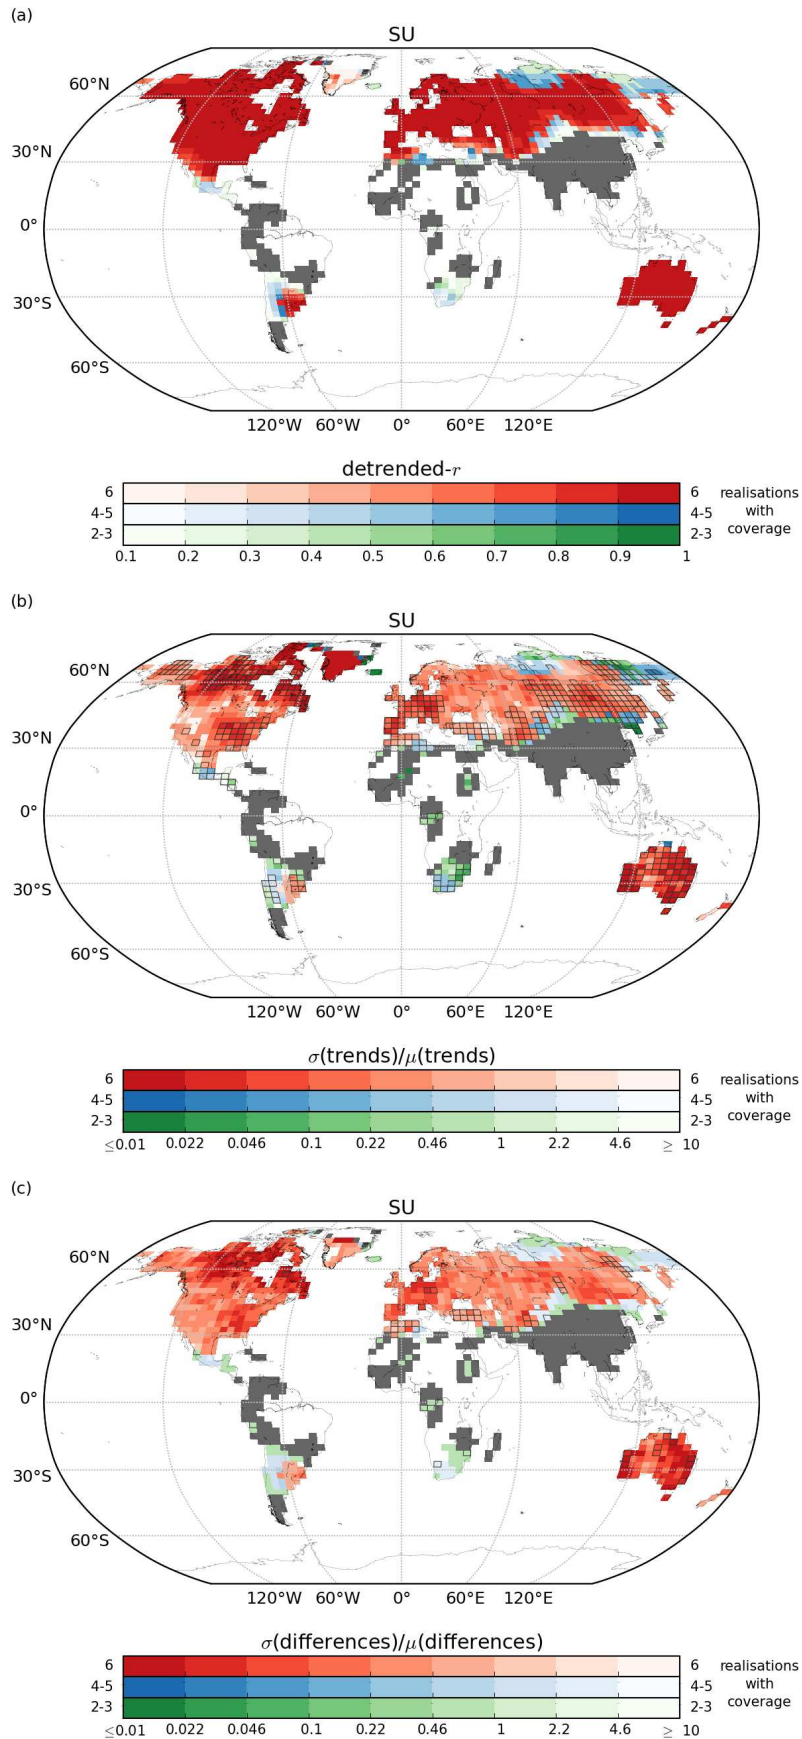 (a)
SU
60°N
30°N
0°
30°S
60°S
120°W 60°W 0° 60°E 120°E
detrended-r
6 6 realisations
4-5 4-5 with
2-3 2-3 coverage
0.1 0.2 0.3 0.4 0.5 0.6 0.7 0.8 0.9 1
(b)
SU
60°N
30°N
0°
30°S
60°S
120°W 60°W 0° 60°E 120°E
σ(trends)/μ(trends)
6 6 realisations
4-5 4-5 with
2-3 2-3 coverage
≤0.01 0.022 0.046 0.1 0.22 0.46 1 2.2 4.6 ≥ 10
(c)
SU
60°N
30°N
0°
30°S
60°S
120°W 60°W 0° 60°E 120°E
σ(differences)/μ(differences)
6 6 realisations
4-5 4-5 with
2-3 2-3 coverage
≤0.01 0.022 0.046 0.1 0.22 0.46 1 2.2 4.6 ≥ 10